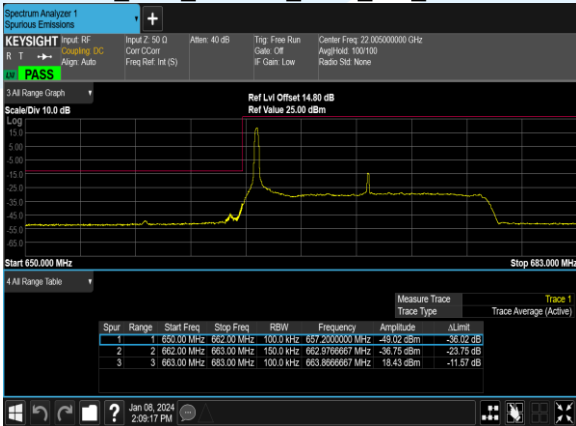 Spectrum Analyzer 1
Spurious Emissions
+
KEYSIGHT Input: RF Input Z: 50 Ω Atten: 40 dB Trig: Free Run Center Freq: 22.005000000 GHz
R T Coupling: DC Corr CCorr Gate: Off Avg|Hold: 100/100
Align: Auto Freq Ref: Int (S) IF Gain: Low Radio Std: None
PASS
3 All Range Graph
Ref Lvl Offset 14.80 dB
Scale/Div 10.0 dB Ref Value 25.00 dBm
Log
15.0
5.00
-5.00
-15.0
-25.0
-35.0
-45.0
-55.0
-65.0
Start 650.000 MHz Stop 683.000 MHz
4 All Range Table
Measure Trace Trace 1
Trace Type Trace Average (Active)
Spur Range Start Freq Stop Freq RBW Frequency Amplitude ΔLimit
1 1 650.00 MHz 662.00 MHz 100.0 kHz 657.2000000 MHz -49.02 dBm -36.02 dB
2 2 662.00 MHz 663.00 MHz 150.0 kHz 662.9766667 MHz -36.75 dBm -23.75 dB
3 3 663.00 MHz 683.00 MHz 100.0 kHz 663.8666667 MHz 18.43 dBm -11.57 dB
? Jan 08, 2024
2:09:17 PM